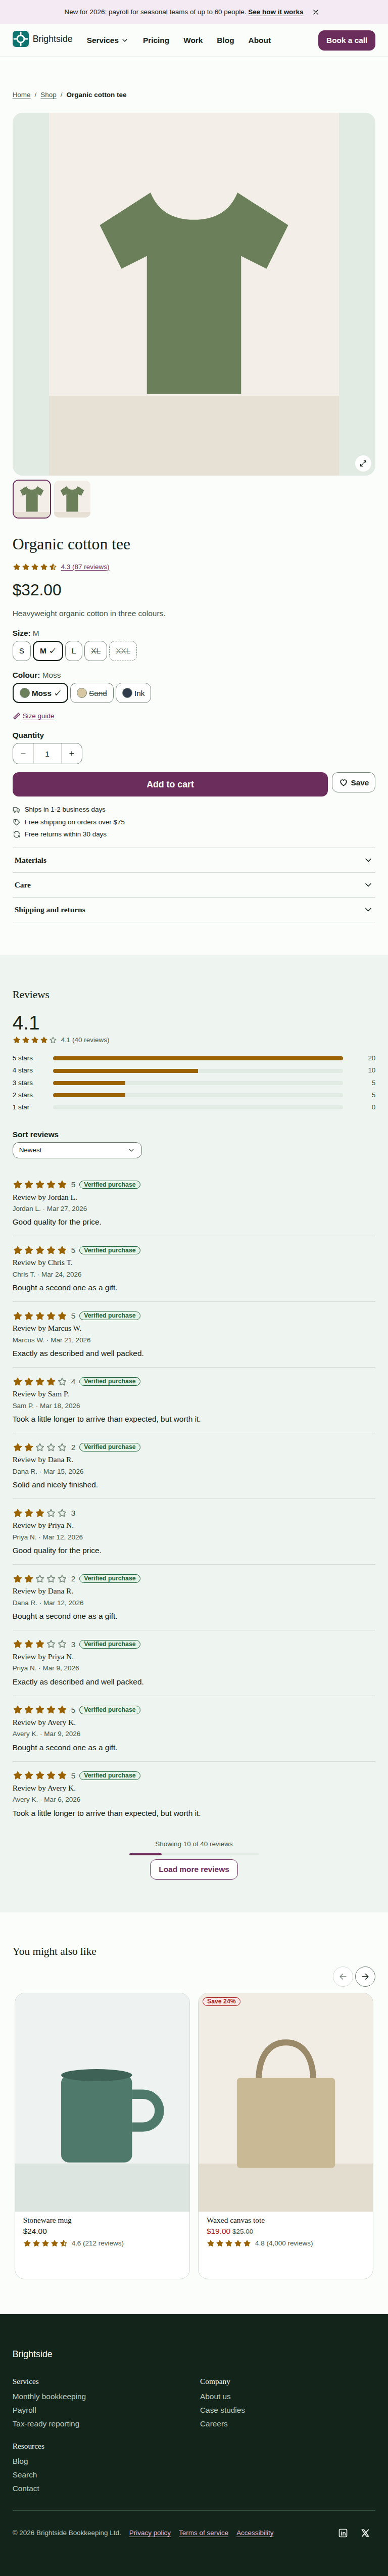 New for 2026: payroll for seasonal teams of up to 60 people. See how it works
Brightside
Services
Pricing
Work
Blog
About
Book a call
Home / Shop / Organic cotton tee
Organic cotton tee
4.3 (87 reviews)
$32.00
Heavyweight organic cotton in three colours.
Size: M
S
M
L
XL
XXL
Colour: Moss
Moss
Sand
Ink
Size guide
Quantity
− 1 +
Add to cart
Save
Ships in 1-2 business days
Free shipping on orders over $75
Free returns within 30 days
Materials
Care
Shipping and returns
Reviews
4.1
4.1 (40 reviews)
5 stars 20
4 stars 10
3 stars 5
2 stars 5
1 star 0
Sort reviews
Newest
5 Verified purchase
Review by Jordan L.
Jordan L. · Mar 27, 2026
Good quality for the price.
5 Verified purchase
Review by Chris T.
Chris T. · Mar 24, 2026
Bought a second one as a gift.
5 Verified purchase
Review by Marcus W.
Marcus W. · Mar 21, 2026
Exactly as described and well packed.
4 Verified purchase
Review by Sam P.
Sam P. · Mar 18, 2026
Took a little longer to arrive than expected, but worth it.
2 Verified purchase
Review by Dana R.
Dana R. · Mar 15, 2026
Solid and nicely finished.
3
Review by Priya N.
Priya N. · Mar 12, 2026
Good quality for the price.
2 Verified purchase
Review by Dana R.
Dana R. · Mar 12, 2026
Bought a second one as a gift.
3 Verified purchase
Review by Priya N.
Priya N. · Mar 9, 2026
Exactly as described and well packed.
5 Verified purchase
Review by Avery K.
Avery K. · Mar 9, 2026
Bought a second one as a gift.
5 Verified purchase
Review by Avery K.
Avery K. · Mar 6, 2026
Took a little longer to arrive than expected, but worth it.
Showing 10 of 40 reviews
Load more reviews
You might also like
Stoneware mug
$24.00
4.6 (212 reviews)
Save 24%
Waxed canvas tote
$19.00 $25.00
4.8 (4,000 reviews)
Brightside
Services
Monthly bookkeeping
Payroll
Tax-ready reporting
Company
About us
Case studies
Careers
Resources
Blog
Search
Contact
© 2026 Brightside Bookkeeping Ltd. Privacy policy Terms of service Accessibility